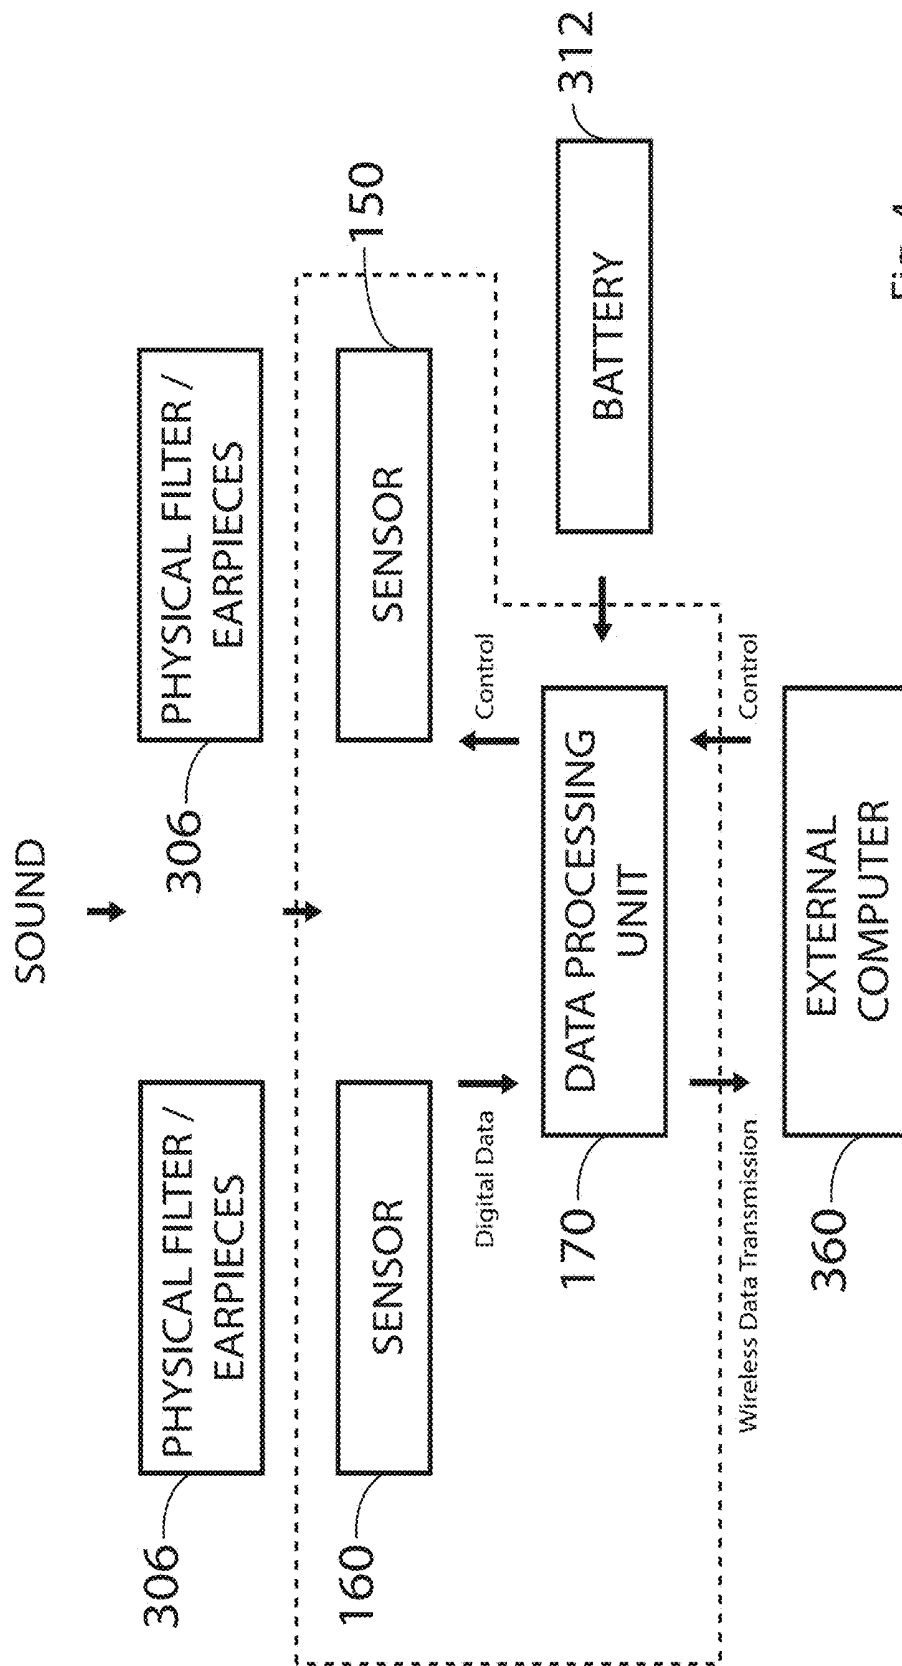 SOUND
306
PHYSICAL FILTER /
EARPIECES
306
PHYSICAL FILTER /
EARPIECES
160
SENSOR
SENSOR
150
Digital Data
Control
170
DATA PROCESSING
UNIT
BATTERY
312
Wireless Data Transmission
Control
360
EXTERNAL
COMPUTER